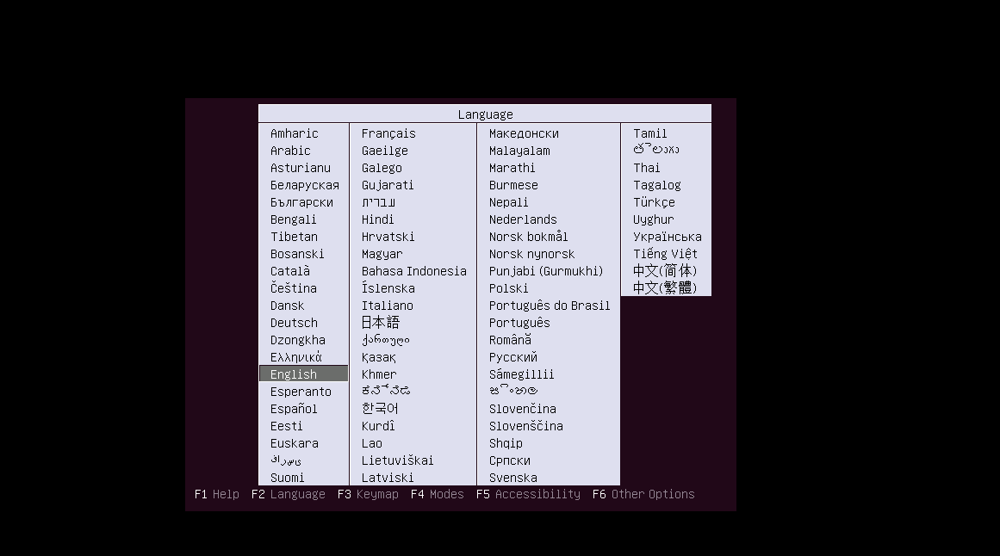 Language
Amharic
Arabic
Asturianu
Беларуская
Български
Bengali
Tibetan
Bosanski
Català
Čeština
Dansk
Deutsch
Dzongkha
Ελληνικά
English
Esperanto
Español
Eesti
Euskara
ﻰﺳﺭﺎﻓ
Suomi
Français
Gaeilge
Galego
Gujarati
עברית
Hindi
Hrvatski
Magyar
Bahasa Indonesia
Íslenska
Italiano
日本語
ქართული
Қазақ
Khmer
ಕನ್ನಡ
한국어
Kurdî
Lao
Lietuviškai
Latviski
Македонски
Malayalam
Marathi
Burmese
Nepali
Nederlands
Norsk bokmål
Norsk nynorsk
Punjabi (Gurmukhi)
Polski
Português do Brasil
Português
Română
Русский
Sámegillii
සිංහල
Slovenčina
Slovenščina
Shqip
Српски
Svenska
Tamil
తెలుగు
Thai
Tagalog
Türkçe
Uyghur
Українська
Tiếng Việt
中文(简体)
中文(繁體)
F1 Help F2 Language F3 Keymap F4 Modes F5 Accessibility F6 Other Options